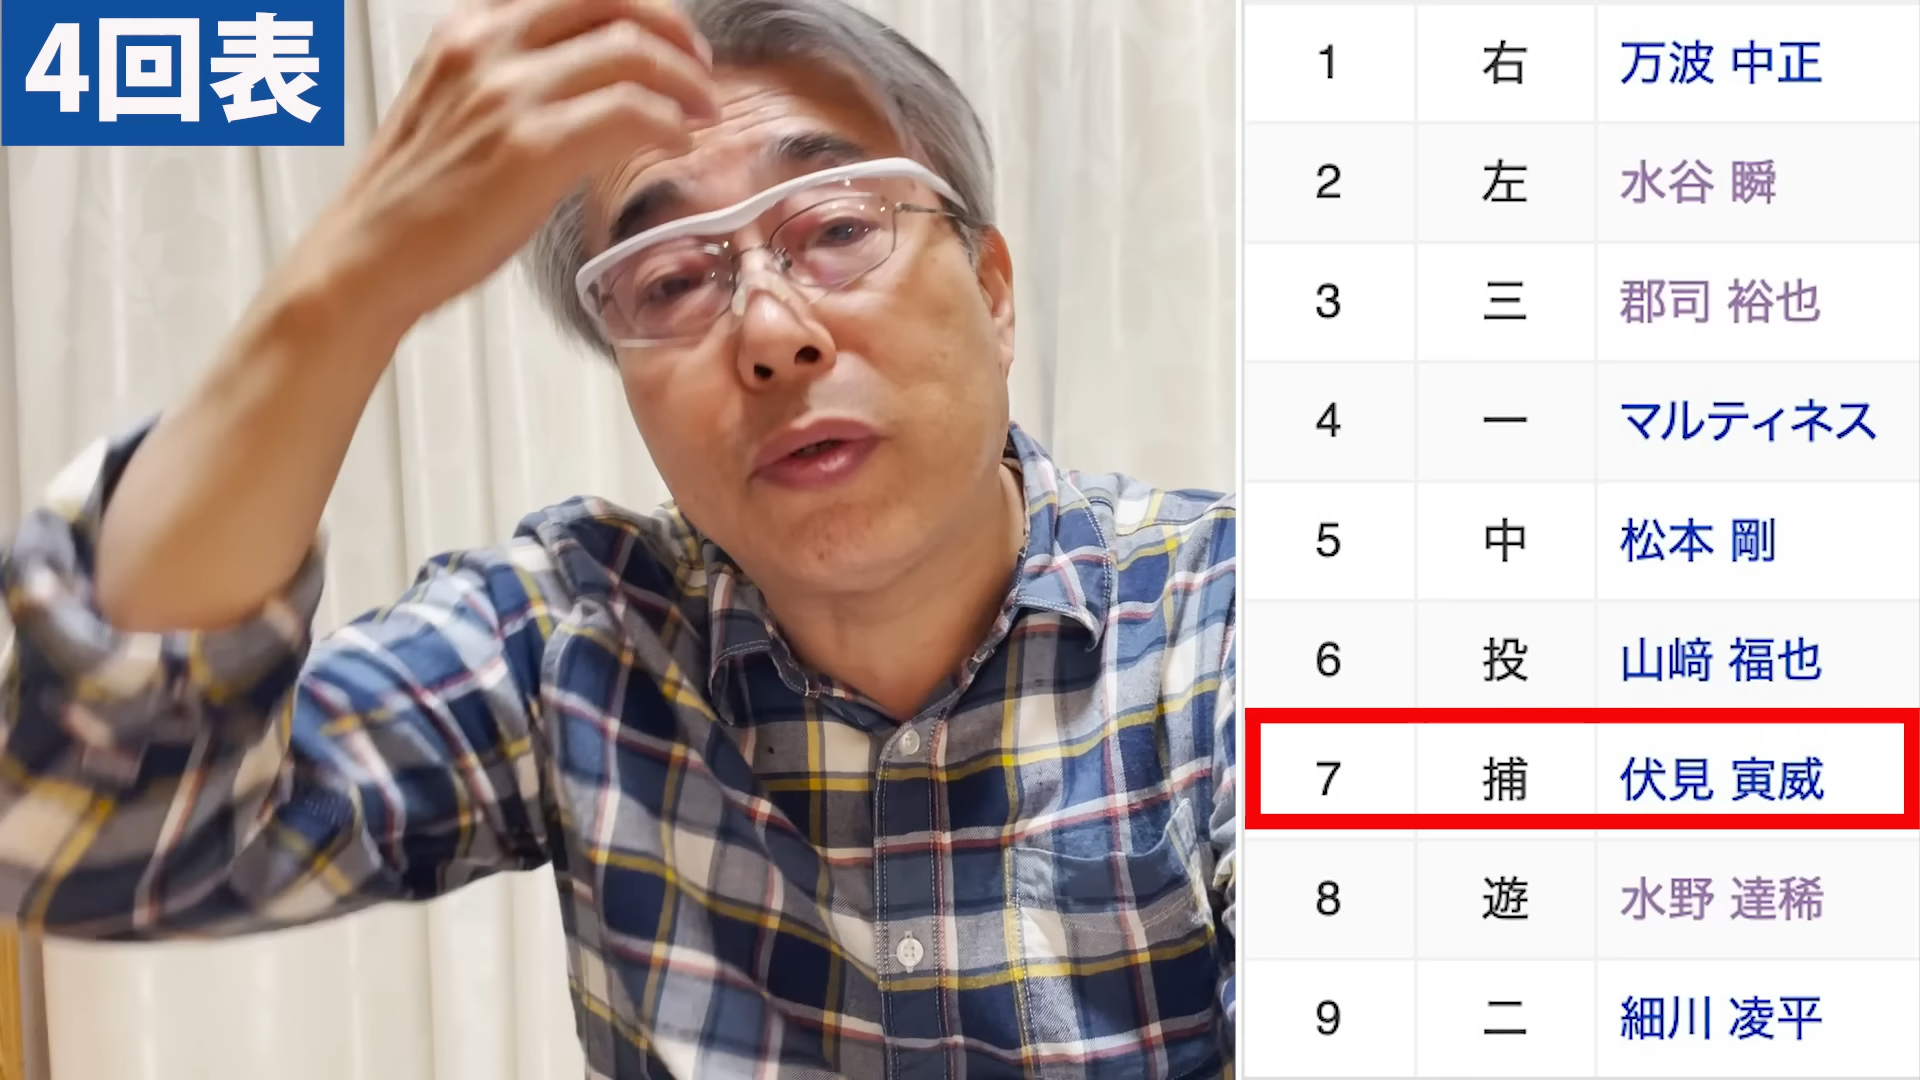 4回表
1 右 万波 中正
2 左 水谷 瞬
3 三 郡司 裕也
4 一 マルティネス
5 中 松本 剛
6 投 山﨑 福也
7 捕 伏見 寅威
8 遊 水野 達稀
9 二 細川 凌平